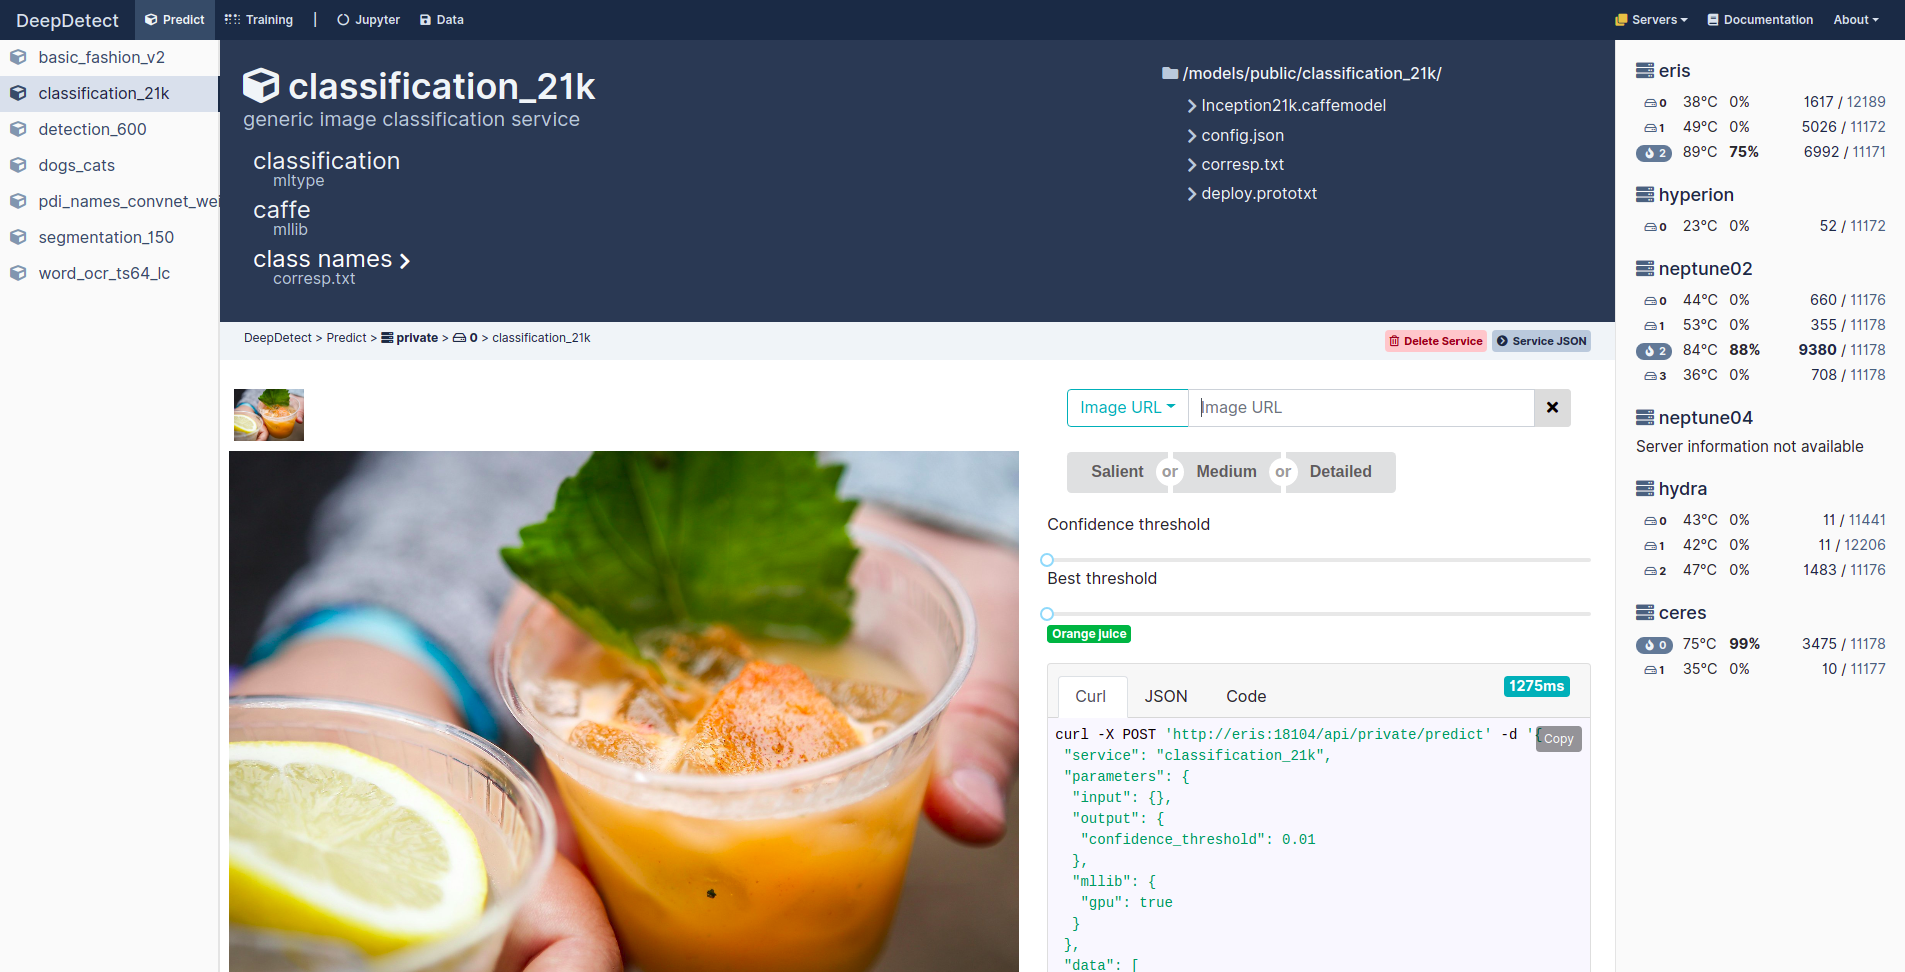 DeepDetect Predict Training | Jupyter Data Servers Documentation About
basic_fashion_v2
classification_21k
detection_600
dogs_cats
pdi_names_convnet_wei
segmentation_150
word_ocr_ts64_lc
classification_21k
generic image classification service
classification
mltype
caffe
mllib
class names
corresp.txt
/models/public/classification_21k/
Inception21k.caffemodel
config.json
corresp.txt
deploy.prototxt
DeepDetect > Predict > private > 0 > classification_21k
Delete Service Service JSON
Image URL Image URL
Salient or Medium or Detailed
Confidence threshold
Best threshold
Orange juice
Curl JSON Code 1275ms
curl -X POST 'http://eris:18104/api/private/predict' -d '{
Copy
"service": "classification_21k",
"parameters": {
"input": {},
"output": {
"confidence_threshold": 0.01
},
"mllib": {
"gpu": true
}
},
"data": [
eris
0 38°C 0% 1617 / 12189
1 49°C 0% 5026 / 11172
2 89°C 75% 6992 / 11171
hyperion
0 23°C 0% 52 / 11172
neptune02
0 44°C 0% 660 / 11176
1 53°C 0% 355 / 11178
2 84°C 88% 9380 / 11178
3 36°C 0% 708 / 11178
neptune04
Server information not available
hydra
0 43°C 0% 11 / 11441
1 42°C 0% 11 / 12206
2 47°C 0% 1483 / 11176
ceres
0 75°C 99% 3475 / 11178
1 35°C 0% 10 / 11177